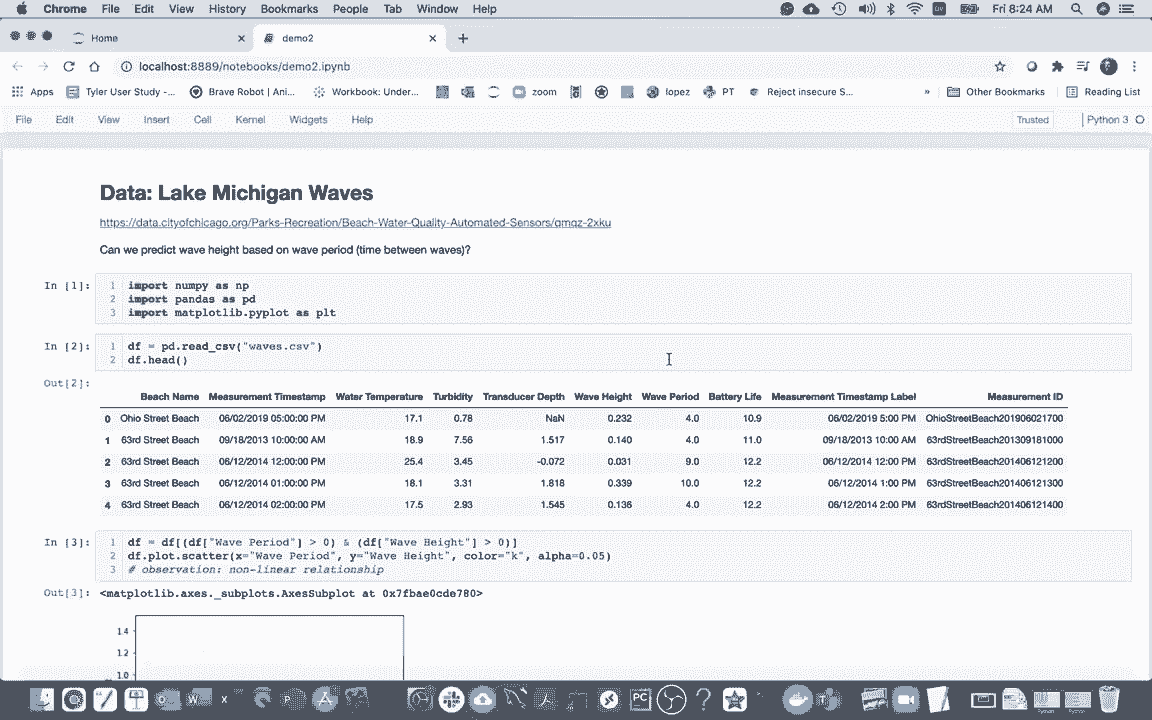 Chrome File Edit View History Bookmarks People Tab Window Help Fri 8:24 AM
Home demo2
localhost:8889/notebooks/demo2.ipynb
Apps Tyler User Study -... Brave Robot | Ani... Workbook: Under... zoom lopez PT Reject insecure S... » Other Bookmarks Reading List
File Edit View Insert Cell Kernel Widgets Help Trusted Python 3
Data: Lake Michigan Waves
https://data.cityofchicago.org/Parks-Recreation/Beach-Water-Quality-Automated-Sensors/qmqz-2xku
Can we predict wave height based on wave period (time between waves)?
In [1]: 1 import numpy as np
2 import pandas as pd
3 import matplotlib.pyplot as plt
In [2]: 1 df = pd.read_csv("waves.csv")
2 df.head()
Out[2]:
Beach Name Measurement Timestamp Water Temperature Turbidity Transducer Depth Wave Height Wave Period Battery Life Measurement Timestamp Label Measurement ID
0 Ohio Street Beach 06/02/2019 05:00:00 PM 17.1 0.78 NaN 0.232 4.0 10.9 06/02/2019 5:00 PM OhioStreetBeach201906021700
1 63rd Street Beach 09/18/2013 10:00:00 AM 18.9 7.56 1.517 0.140 4.0 11.0 09/18/2013 10:00 AM 63rdStreetBeach201309181000
2 63rd Street Beach 06/12/2014 12:00:00 PM 25.4 3.45 -0.072 0.031 9.0 12.2 06/12/2014 12:00 PM 63rdStreetBeach201406121200
3 63rd Street Beach 06/12/2014 01:00:00 PM 18.1 3.31 1.818 0.339 10.0 12.2 06/12/2014 1:00 PM 63rdStreetBeach201406121300
4 63rd Street Beach 06/12/2014 02:00:00 PM 17.5 2.93 1.545 0.136 4.0 12.2 06/12/2014 2:00 PM 63rdStreetBeach201406121400
In [3]: 1 df = df[(df["Wave Period"] > 0) & (df["Wave Height"] > 0)]
2 df.plot.scatter(x="Wave Period", y="Wave Height", color="k", alpha=0.05)
3 # observation: non-linear relationship
Out[3]: <matplotlib.axes._subplots.AxesSubplot at 0x7fbae0cde780>
1.4
1.2
1.0